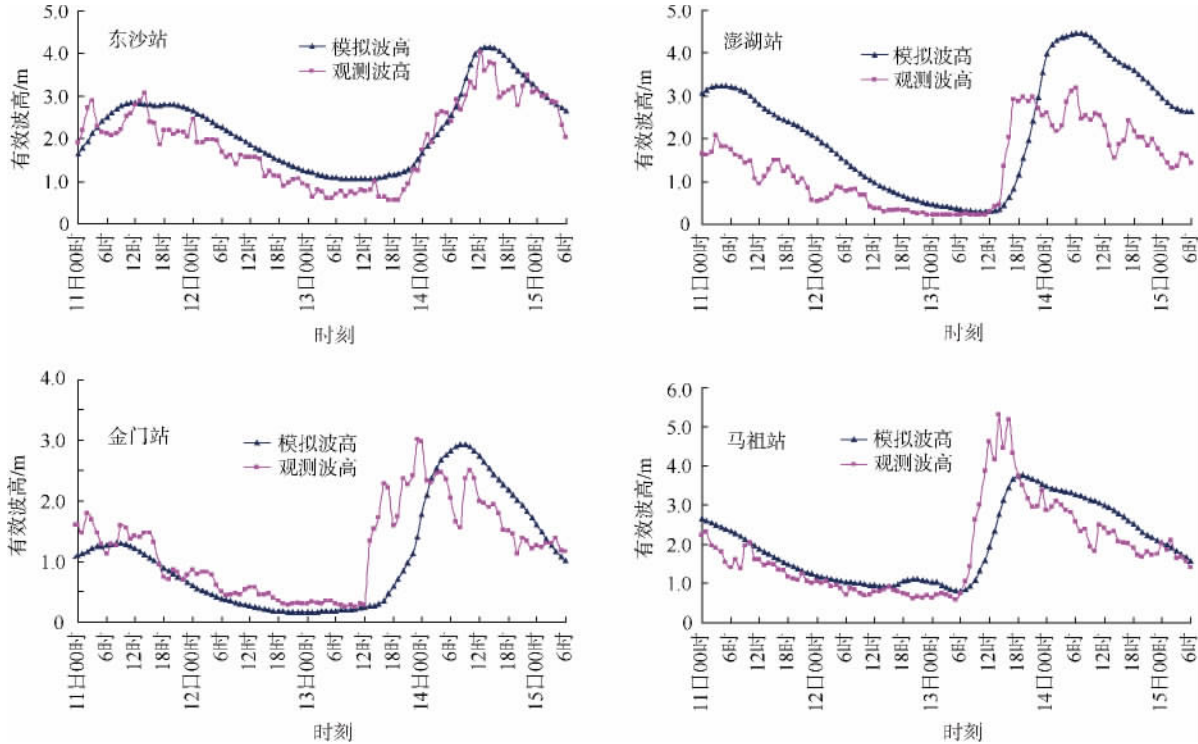 5.0
4.0
3.0
2.0
1.0
0
有效波高/m
东沙站
模拟波高
观测波高
11日00时
6时
12时
18时
12日00时
6时
12时
18时
13日00时
6时
12时
18时
14日00时
6时
12时
18时
15日00时
6时
时刻
5.0
4.0
3.0
2.0
1.0
0
有效波高/m
澎湖站
模拟波高
观测波高
11日00时
6时
12时
18时
12日00时
6时
12时
18时
13日00时
6时
12时
18时
14日00时
6时
12时
18时
15日00时
6时
时刻
4.0
3.0
2.0
1.0
0
有效波高/m
金门站
模拟波高
观测波高
11日00时
6时
12时
18时
12日00时
6时
12时
18时
13日00时
6时
12时
18时
14日00时
6时
12时
18时
15日00时
6时
时刻
6.0
5.0
4.0
3.0
2.0
1.0
0
有效波高/m
马祖站
模拟波高
观测波高
11日00时
6时
12时
18时
12日00时
6时
12时
18时
13日00时
6时
12时
18时
14日00时
6时
12时
18时
15日00时
6时
时刻